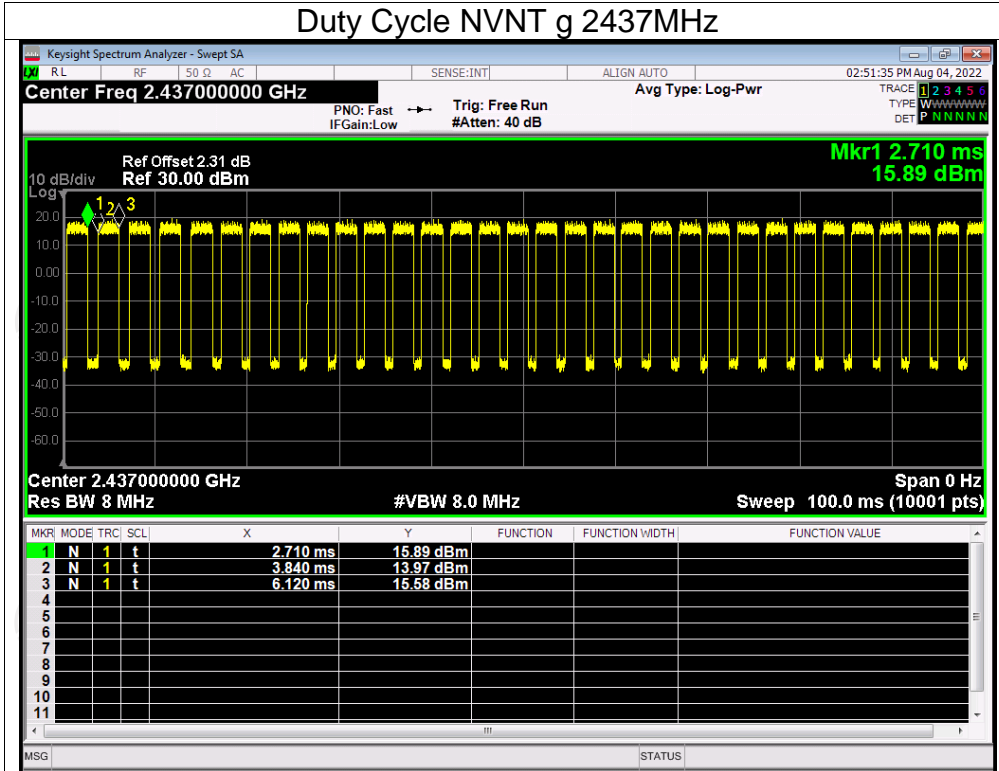 Duty Cycle NVNT g 2437MHz
Keysight Spectrum Analyzer - Swept SA
LXI RL RF 50 Ω AC SENSE:INT ALIGN AUTO 02:51:35 PM Aug 04, 2022
Center Freq 2.437000000 GHz Avg Type: Log-Pwr TRACE 1 2 3 4 5 6
PNO: Fast Trig: Free Run TYPE WWWWWWW
IFGain:Low #Atten: 40 dB DET P N N N N N
Mkr1 2.710 ms
Ref Offset 2.31 dB
10 dB/div Ref 30.00 dBm 15.89 dBm
Log
1 2 3
20.0
10.0
0.00
-10.0
-20.0
-30.0
-40.0
-50.0
-60.0
Center 2.437000000 GHz Span 0 Hz
Res BW 8 MHz #VBW 8.0 MHz Sweep 100.0 ms (10001 pts)
MKR MODE TRC SCL X Y FUNCTION FUNCTION WIDTH FUNCTION VALUE
1 N 1 t 2.710 ms 15.89 dBm
2 N 1 t 3.840 ms 13.97 dBm
3 N 1 t 6.120 ms 15.58 dBm
4
5
6
7
8
9
10
11
MSG STATUS